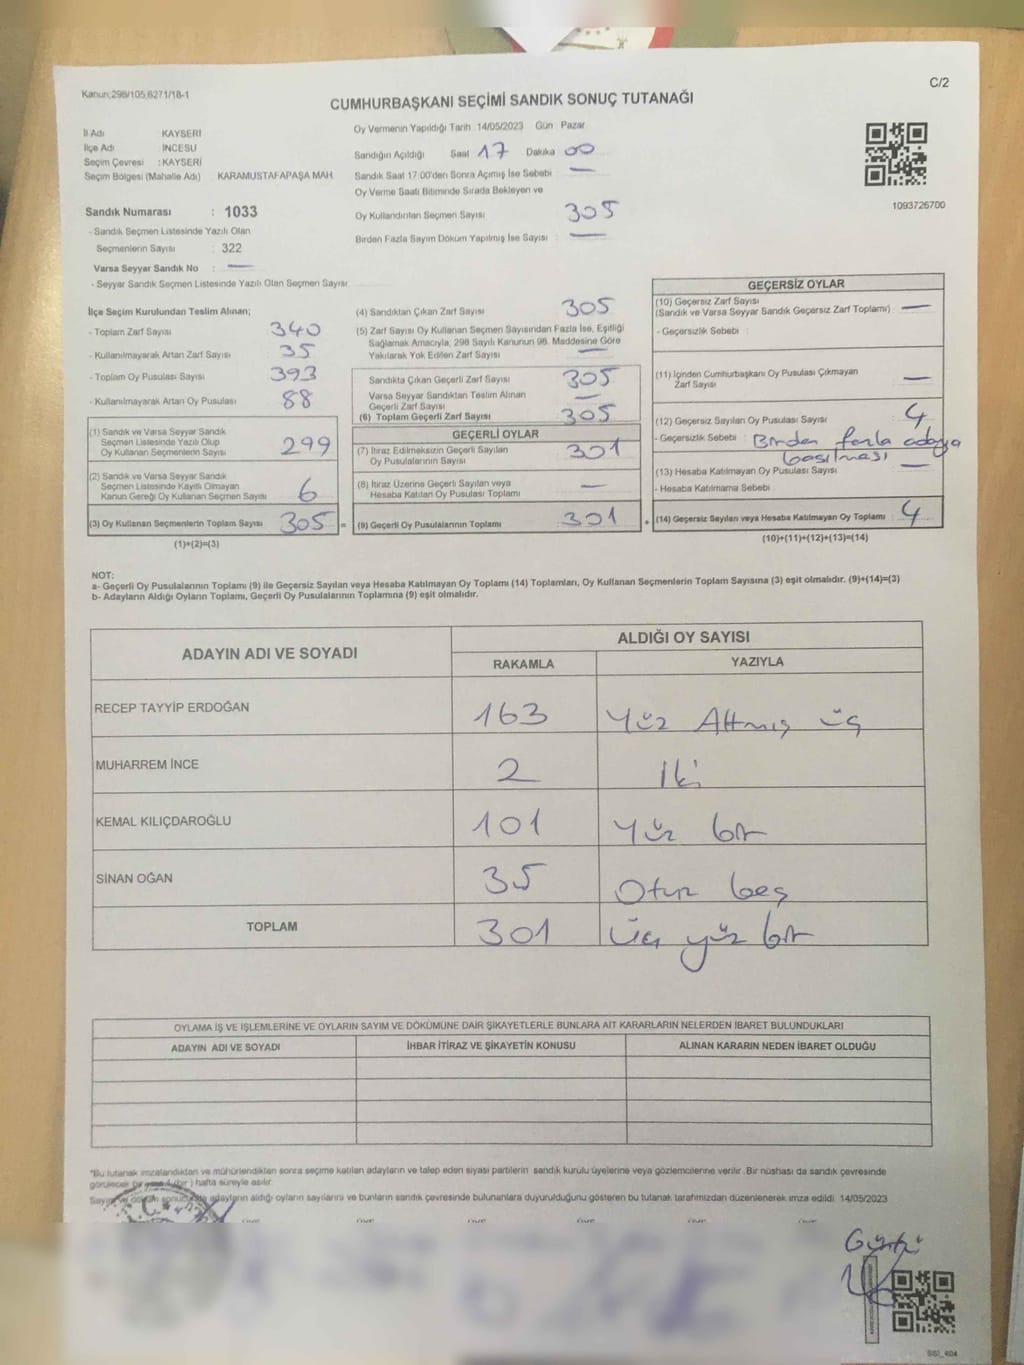 Kanun:298/105,6271/18-1
C/2
CUMHURBAŞKANI SEÇİMİ SANDIK SONUÇ TUTANAĞI
İl Adı KAYSERİ
İlçe Adı İNCESU
Seçim Çevresi : KAYSERİ
Seçim Bölgesi (Mahalle Adı) KARAMUSTAFAPAŞA MAH.
Sandık Numarası : 1033
- Sandık Seçmen Listesinde Yazılı Olan
Seçmenlerin Sayısı : 322
Varsa Seyyar Sandık No : —
- Seyyar Sandık Seçmen Listesinde Yazılı Olan Seçmen Sayısı
Oy Vermenin Yapıldığı Tarih :14/05/2023 Gün Pazar
Sandığın Açıldığı Saat 17 Dakika 00
Sandık Saat 17:00'den Sonra Açımış İse Sebebi —
Oy Verme Saati Bitiminde Sırada Bekleyen ve
Oy Kullandırılan Seçmen Sayısı 305
Birden Fazla Sayım Döküm Yapılmış İse Sayısı : —
1093726700
İlçe Seçim Kurulundan Teslim Alınan;
- Toplam Zarf Sayısı 340
- Kullanılmayarak Artan Zarf Sayısı 35
- Toplam Oy Pusulası Sayısı 393
- Kullanılmayarak Artan Oy Pusulası 88
(1) Sandık ve Varsa Seyyar Sandık
Seçmen Listesinde Yazılı Olup
Oy Kullanan Seçmenlerin Sayısı 299
(2) Sandık ve Varsa Seyyar Sandık
Seçmen Listesinde Kayıtlı Olmayan
Kanun Gereği Oy Kullanan Seçmen Sayısı 6
(3) Oy Kullanan Seçmenlerin Toplam Sayısı 305 =
(1)+(2)=(3)
(4) Sandıktan Çıkan Zarf Sayısı 305
(5) Zarf Sayısı Oy Kullanan Seçmen Sayısından Fazla İse, Eşitliği
Sağlamak Amacıyla, 298 Sayılı Kanunun 98. Maddesine Göre
Yakılarak Yok Edilen Zarf Sayısı —
Sandıkta Çıkan Geçerli Zarf Sayısı 305
Varsa Seyyar Sandıktan Teslim Alınan
Geçerli Zarf Sayısı —
(6) Toplam Geçerli Zarf Sayısı 305
GEÇERLİ OYLAR
(7) İtiraz Edilmeksizin Geçerli Sayılan
Oy Pusulalarının Sayısı 301
(8) İtiraz Üzerine Geçerli Sayılan veya
Hesaba Katılan Oy Pusulası Toplamı —
(9) Geçerli Oy Pusulalarının Toplamı 301 +
GEÇERSİZ OYLAR
(10) Geçersiz Zarf Sayısı
(Sandık ve Varsa Seyyar Sandık Geçersiz Zarf Toplamı) : —
- Geçersizlik Sebebi :
(11) İçinden Cumhurbaşkanı Oy Pusulası Çıkmayan
Zarf Sayısı —
(12) Geçersiz Sayılan Oy Pusulası Sayısı : 4
- Geçersizlik Sebebi : Birden fazla adaya
basılması
(13) Hesaba Katılmayan Oy Pusulası Sayısı —
- Hesaba Katılmama Sebebi
(14) Geçersiz Sayılan veya Hesaba Katılmayan Oy Toplamı : 4
(10)+(11)+(12)+(13)=(14)
NOT:
a- Geçerli Oy Pusulalarının Toplamı (9) ile Geçersiz Sayılan veya Hesaba Katılmayan Oy Toplamı (14) Toplamları, Oy Kullanan Seçmenlerin Toplam Sayısına (3) eşit olmalıdır. (9)+(14)=(3)
b- Adayların Aldığı Oyların Toplamı, Geçerli Oy Pusulalarının Toplamına (9) eşit olmalıdır.
ADAYIN ADI VE SOYADI
ALDIĞI OY SAYISI
RAKAMLA YAZIYLA
RECEP TAYYİP ERDOĞAN 163 Yüz Altmış üç
MUHARREM İNCE 2 İki
KEMAL KILIÇDAROĞLU 101 Yüz bir
SİNAN OĞAN 35 Otuz beş
TOPLAM 301 Üç yüz bir
OYLAMA İŞ VE İŞLEMLERİNE VE OYLARIN SAYIM VE DÖKÜMÜNE DAİR ŞİKAYETLERLE BUNLARA AİT KARARLARIN NELERDEN İBARET BULUNDUKLARI
ADAYIN ADI VE SOYADI İHBAR İTİRAZ VE ŞİKAYETİN KONUSU ALINAN KARARIN NEDEN İBARET OLDUĞU
"Bu tutanak imzalandıktan ve mühürlendikten sonra seçime katılan adayların ve talep eden siyasi partilerin sandık kurulu üyelerine veya gözlemcilerine verilir. Bir nüshası da sandık çevresinde
görülecek bir hafta süreyle asılır.
adayların aldığı oyların sayılarını ve bunların sandık çevresinde bulunanlara duyurulduğunu gösteren bu tutanak tarafımızdan düzenlenerek imza edildi. 14/05/2023
T.C.